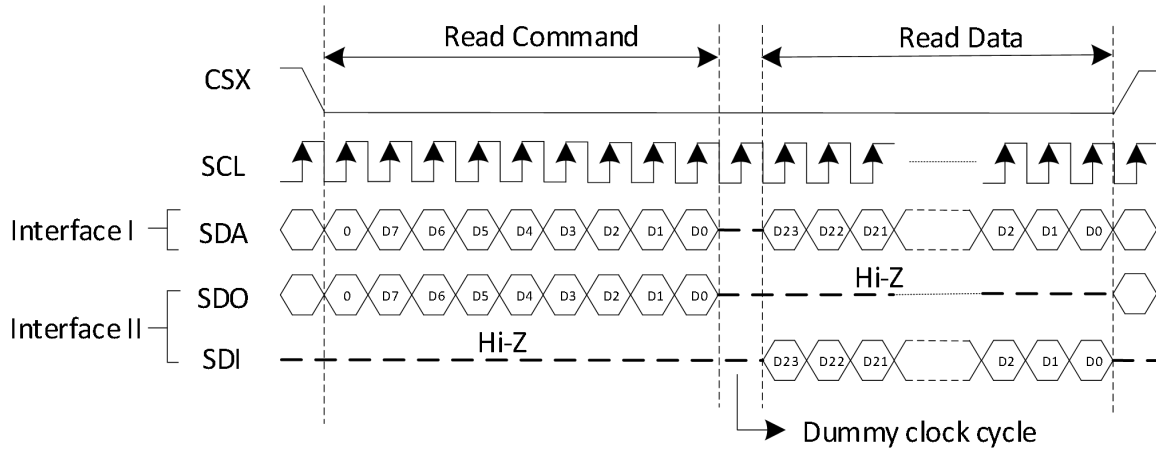 Read Command Read Data
CSX
SCL
Interface I SDA 0 D7 D6 D5 D4 D3 D2 D1 D0 D23 D22 D21 D2 D1 D0
Hi-Z
SDO 0 D7 D6 D5 D4 D3 D2 D1 D0
Interface II
Hi-Z
SDI D23 D22 D21 D2 D1 D0
Dummy clock cycle